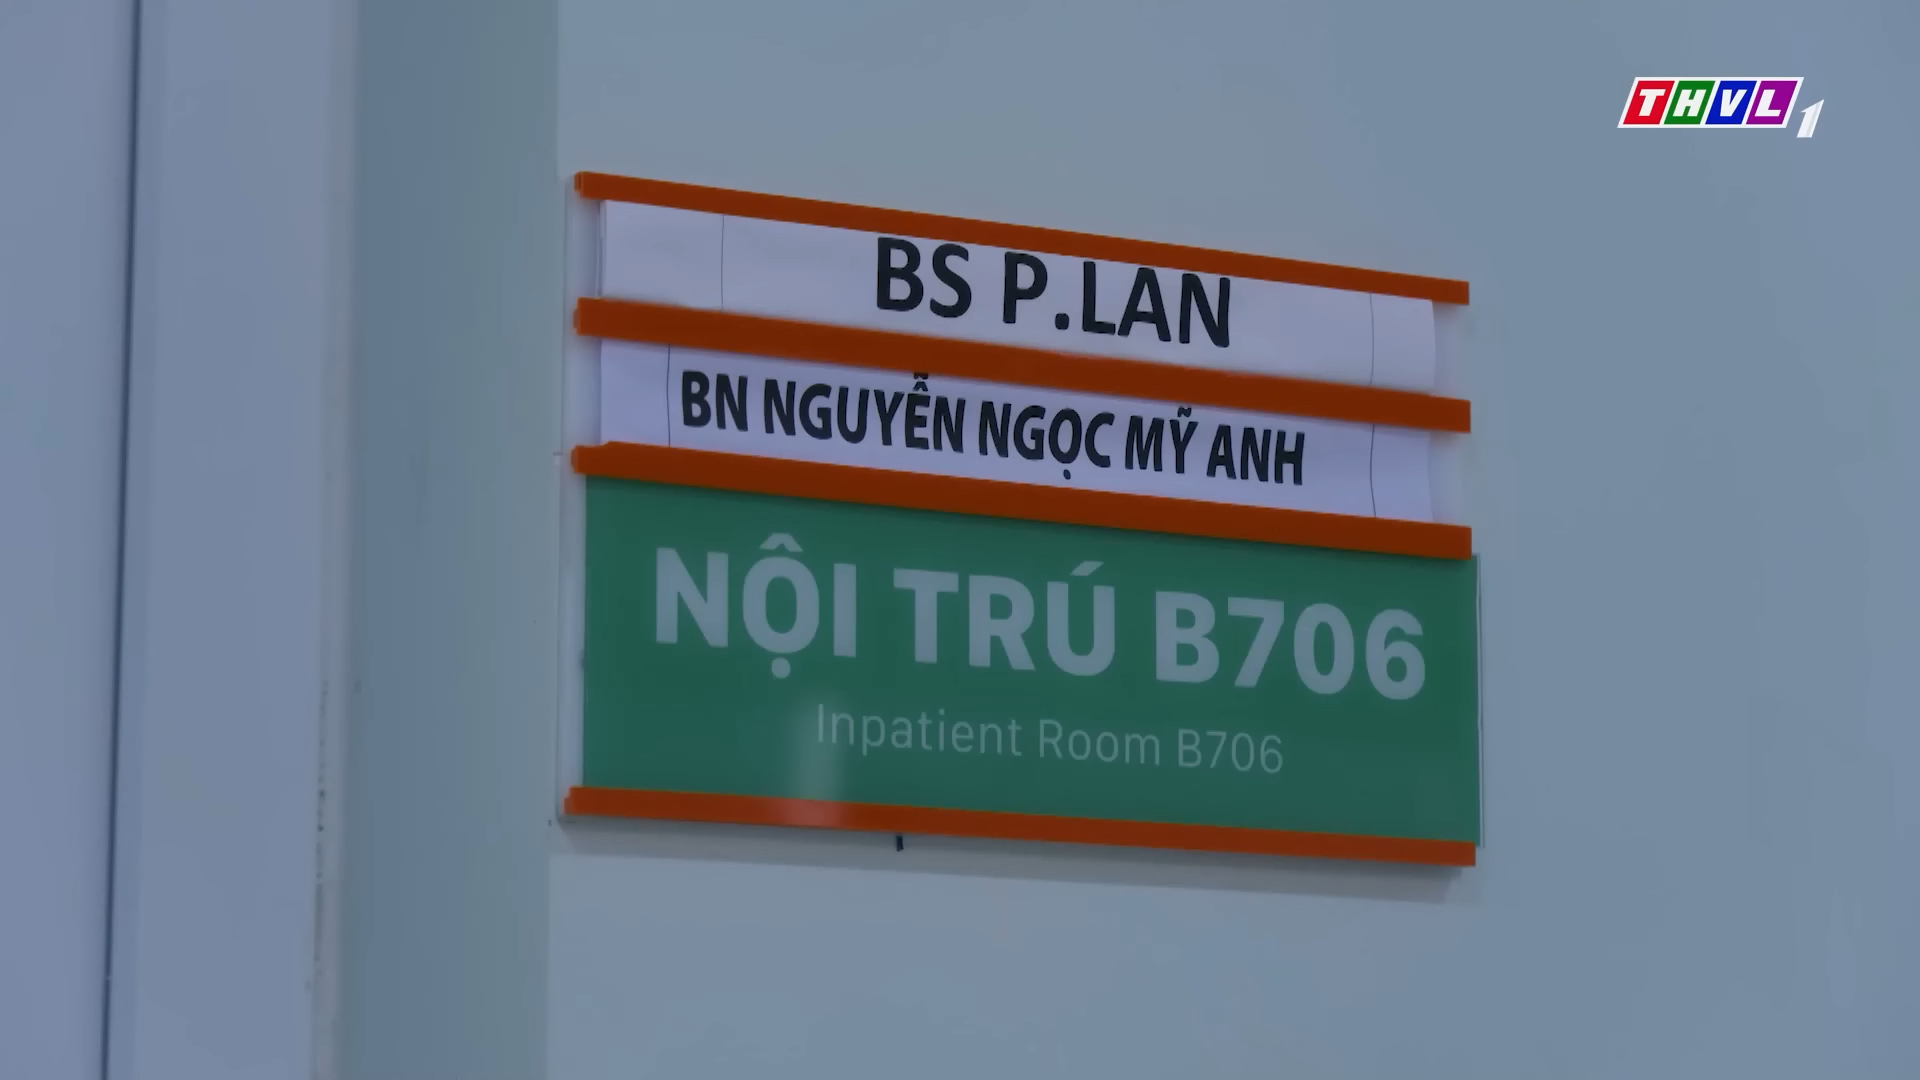 THVL1
BS P.LAN
BN NGUYỄN NGỌC MỸ ANH
NỘI TRÚ B706
Inpatient Room B706